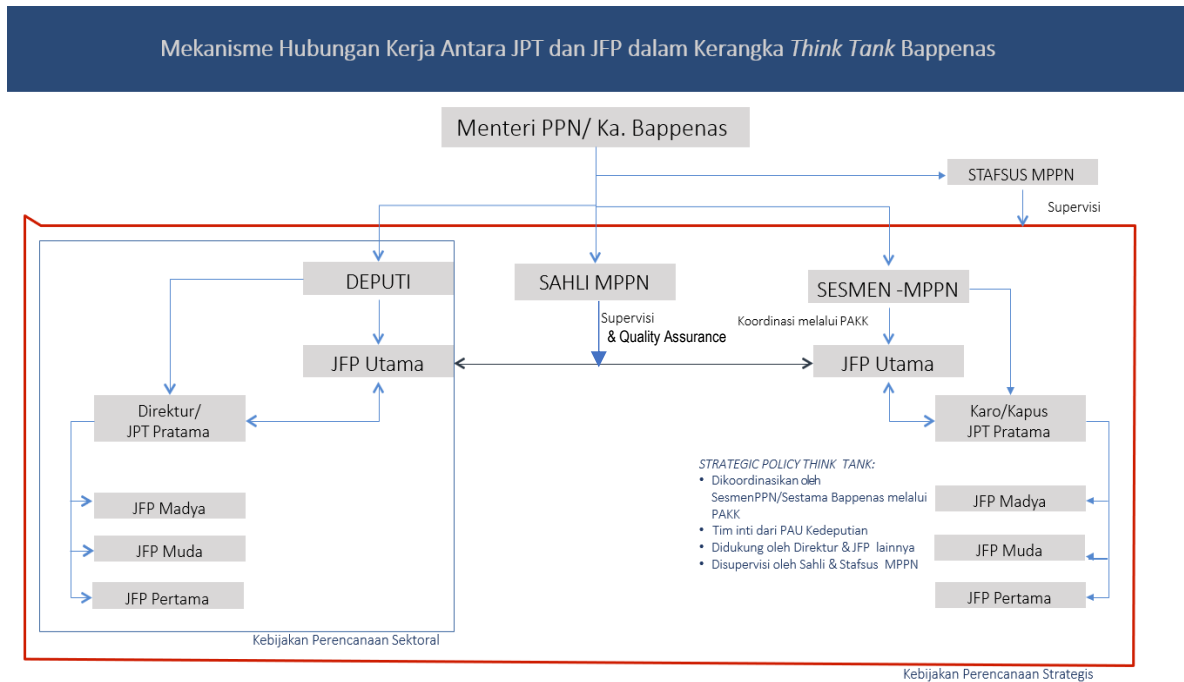 Mekanisme Hubungan Kerja Antara JPT dan JFP dalam Kerangka Think Tank Bappenas
Menteri PPN/ Ka. Bappenas
STAFSUS MPPN
Supervisi
DEPUTI
SAHLI MPPN
SESMEN -MPPN
Supervisi
& Quality Assurance
Koordinasi melalui PAKK
JFP Utama
JFP Utama
Direktur/
JPT Pratama
Karo/Kapus
JPT Pratama
STRATEGIC POLICY THINK TANK:
• Dikoordinasikan oleh
SesmenPPN/Sestama Bappenas melalui
PAKK
• Tim inti dari PAU Kedeputian
• Didukung oleh Direktur & JFP lainnya
• Disupervisi oleh Sahli & Stafsus MPPN
JFP Madya
JFP Muda
JFP Pertama
JFP Madya
JFP Muda
JFP Pertama
Kebijakan Perencanaan Sektoral
Kebijakan Perencanaan Strategis